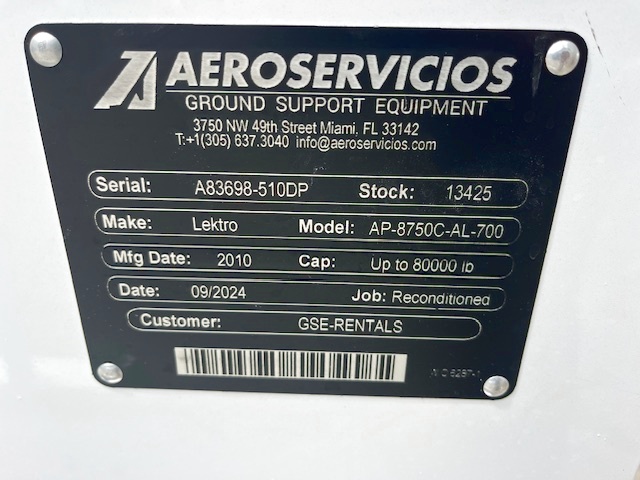 AEROSERVICIOS
GROUND SUPPORT EQUIPMENT
3750 NW 49th Street Miami, FL 33142
T:+1(305) 637.3040 info@aeroservicios.com
Serial: A83698-510DP Stock: 13425
Make: Lektro Model: AP-8750C-AL-700
Mfg Date: 2010 Cap: Up to 80000 lb
Date: 09/2024 Job: Reconditioned
Customer: GSE-RENTALS